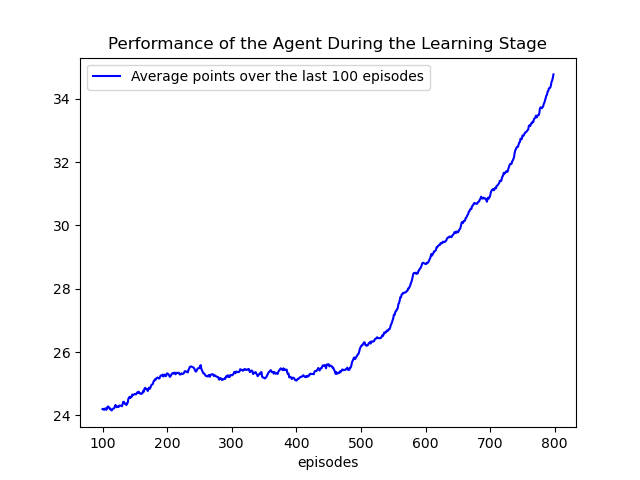 Performance of the Agent During the Learning Stage
Average points over the last 100 episodes
34
32
30
28
26
24
100 200 300 400 500 600 700 800
episodes